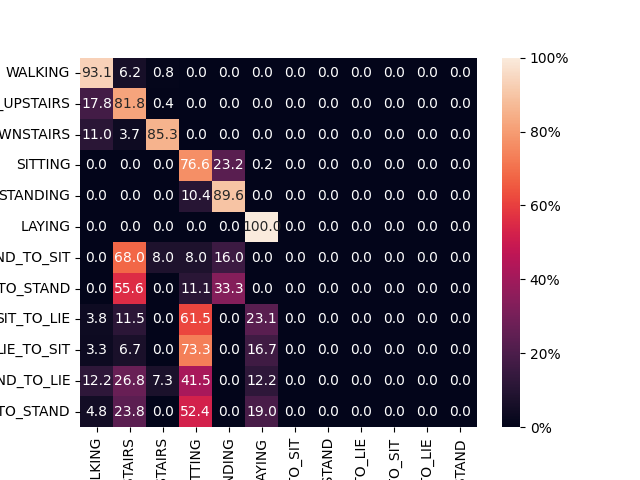 WALKING 93.1 6.2 0.8 0.0 0.0 0.0 0.0 0.0 0.0 0.0 0.0 0.0 100%
_UPSTAIRS 17.8 81.8 0.4 0.0 0.0 0.0 0.0 0.0 0.0 0.0 0.0 0.0
WNSTAIRS 11.0 3.7 85.3 0.0 0.0 0.0 0.0 0.0 0.0 0.0 0.0 0.0 80%
SITTING 0.0 0.0 0.0 76.6 23.2 0.2 0.0 0.0 0.0 0.0 0.0 0.0
STANDING 0.0 0.0 0.0 10.4 89.6 0.0 0.0 0.0 0.0 0.0 0.0 0.0 60%
LAYING 0.0 0.0 0.0 0.0 0.0 100.0 0.0 0.0 0.0 0.0 0.0 0.0
ND_TO_SIT 0.0 68.0 8.0 8.0 16.0 0.0 0.0 0.0 0.0 0.0 0.0 0.0 40%
TO_STAND 0.0 55.6 0.0 11.1 33.3 0.0 0.0 0.0 0.0 0.0 0.0 0.0
SIT_TO_LIE 3.8 11.5 0.0 61.5 0.0 23.1 0.0 0.0 0.0 0.0 0.0 0.0
LIE_TO_SIT 3.3 6.7 0.0 73.3 0.0 16.7 0.0 0.0 0.0 0.0 0.0 0.0 20%
ND_TO_LIE 12.2 26.8 7.3 41.5 0.0 12.2 0.0 0.0 0.0 0.0 0.0 0.0
TO_STAND 4.8 23.8 0.0 52.4 0.0 19.0 0.0 0.0 0.0 0.0 0.0 0.0 0%
LKING
TAIRS
TAIRS
TTING
NDING
AYING
TO_SIT
STAND
TO_LIE
TO_SIT
TO_LIE
TAND